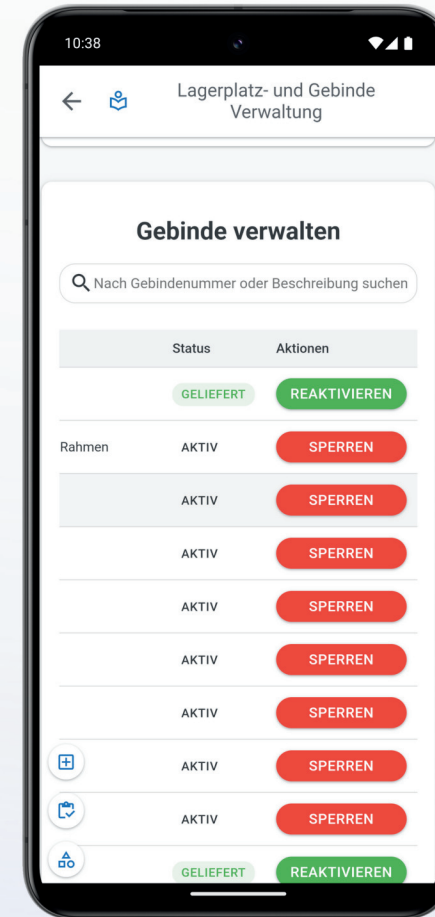 10:38
Lagerplatz- und Gebinde
Verwaltung
Gebinde verwalten
Nach Gebindenummer oder Beschreibung suchen
Status Aktionen
GELIEFERT REAKTIVIEREN
Rahmen AKTIV SPERREN
AKTIV SPERREN
AKTIV SPERREN
AKTIV SPERREN
AKTIV SPERREN
AKTIV SPERREN
AKTIV SPERREN
AKTIV SPERREN
GELIEFERT REAKTIVIEREN